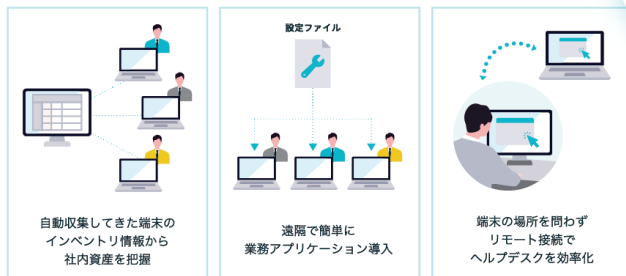 自動収集してきた端末の
インベントリ情報から
社内資産を把握
設定ファイル
遠隔で簡単に
業務アプリケーション導入
端末の場所を問わず
リモート接続で
ヘルプデスクを効率化